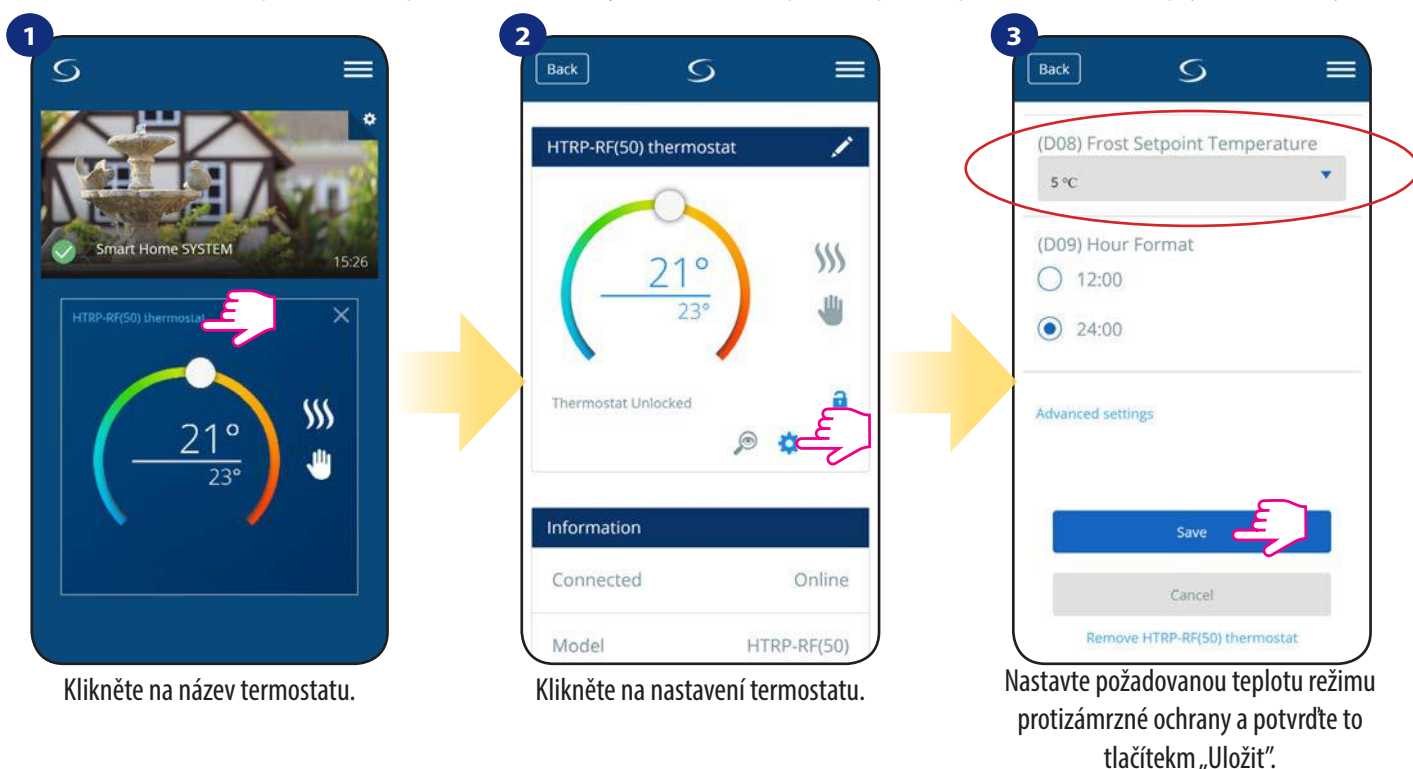 1
Smart Home SYSTEM
15:26
HTRP-RF(50) thermostat
21°
23°
Klikněte na název termostatu.
2
Back
HTRP-RF(50) thermostat
21°
23°
Thermostat Unlocked
Information
Connected Online
Model HTRP-RF(50)
Klikněte na nastavení termostatu.
3
Back
(D08) Frost Setpoint Temperature
5 °C
(D09) Hour Format
12:00
24:00
Advanced settings
Save
Cancel
Remove HTRP-RF(50) thermostat
Nastavte požadovanou teplotu režimu
protizámrzné ochrany a potvrďte to
tlačítekm „Uložit”.